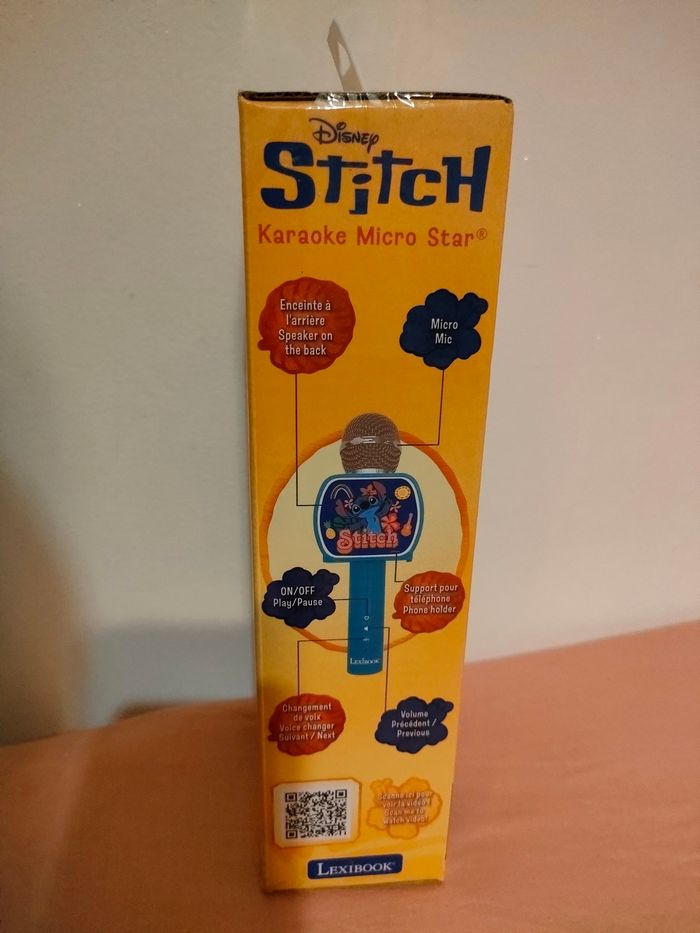 Disney
Stitch
Karaoke Micro Star®
Enceinte à
l'arrière
Speaker on
the back
Micro
Mic
Stitch
ON/OFF
Play/Pause
Support pour
téléphone
Phone holder
LEXIBOOK
Changement
de voix
Voice changer
Suivant / Next
Volume
Précédent /
Previous
Scanne ici pour
voir la vidéo !
Scan me to
watch video!
LEXIBOOK®